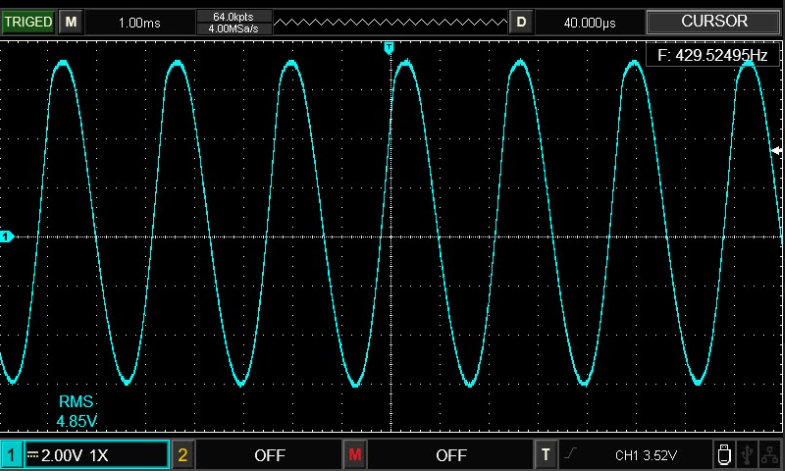 TRIGED M 1.00ms 64.0kpts D 40.000µs CURSOR
4.00MSa/s
T
F: 429.52495Hz
1
RMS
4.85V
1 2.00V 1X 2 OFF M OFF T CH1 3.52V